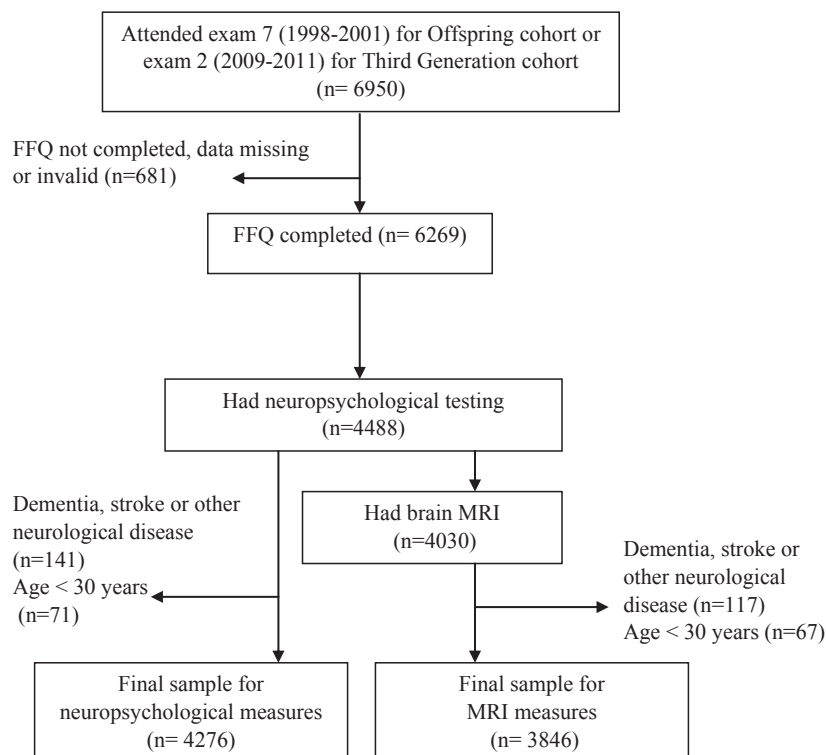 Attended exam 7 (1998-2001) for Offspring cohort or
exam 2 (2009-2011) for Third Generation cohort
(n= 6950)
FFQ not completed, data missing
or invalid (n=681)
FFQ completed (n= 6269)
Had neuropsychological testing
(n=4488)
Dementia, stroke or other
neurological disease
(n=141)
Age < 30 years
(n=71)
Had brain MRI
(n=4030)
Dementia, stroke or
other neurological
disease (n=117)
Age < 30 years (n=67)
Final sample for
neuropsychological measures
(n= 4276)
Final sample for
MRI measures
(n= 3846)